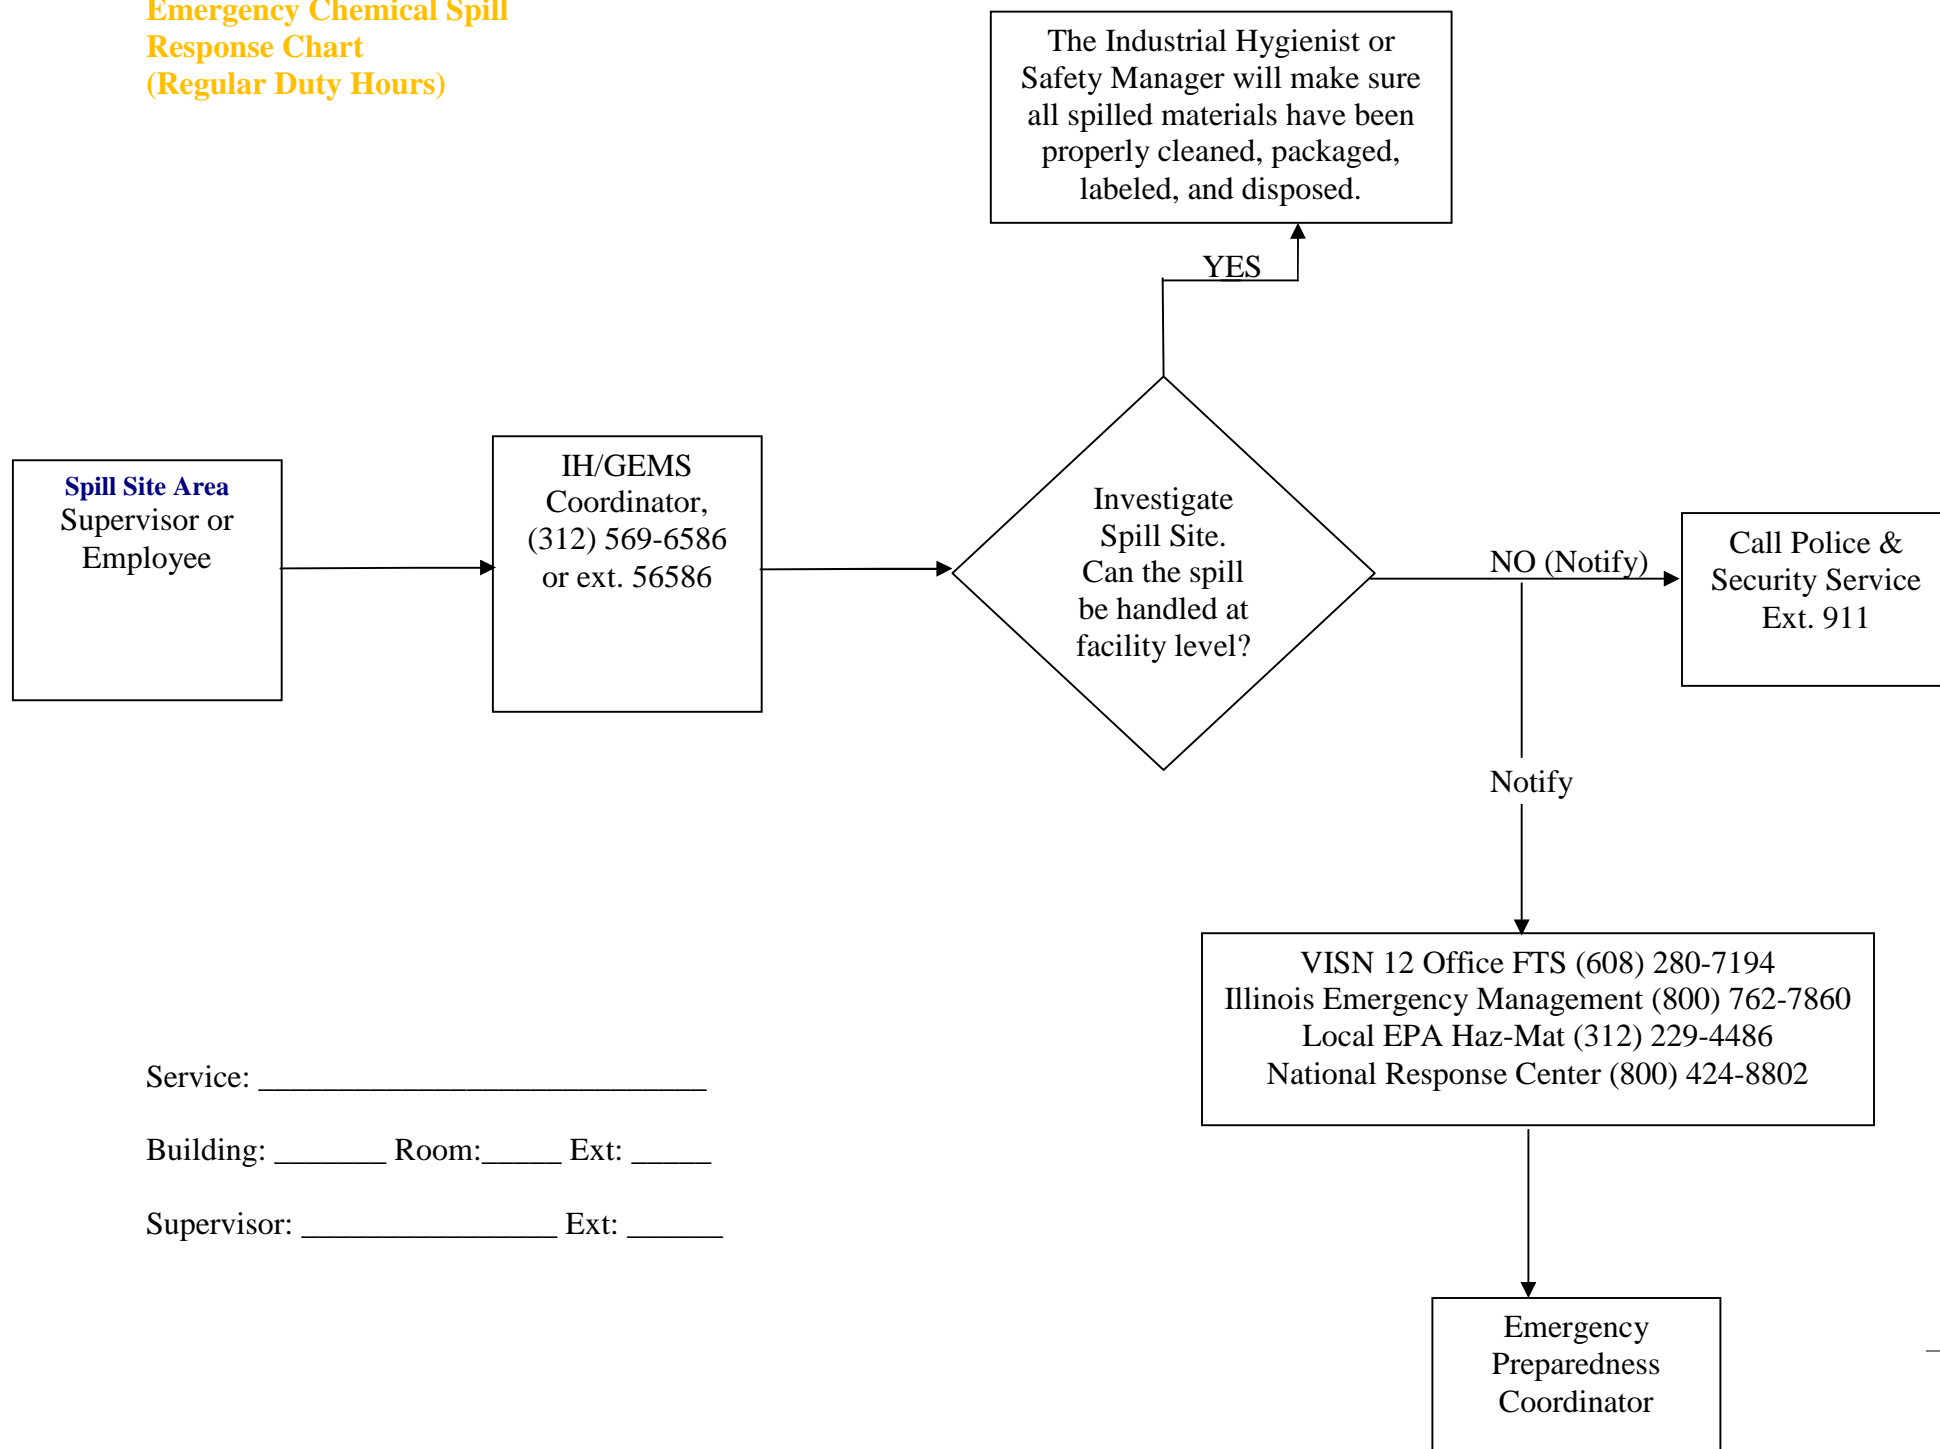 Emergency Chemical Spill
Response Chart
(Regular Duty Hours)
The Industrial Hygienist or
Safety Manager will make sure
all spilled materials have been
properly cleaned, packaged,
labeled, and disposed.
YES
Spill Site Area
Supervisor or
Employee
IH/GEMS
Coordinator,
(312) 569-6586
or ext. 56586
Investigate
Spill Site.
Can the spill
be handled at
facility level?
NO (Notify)
Call Police &
Security Service
Ext. 911
Notify
VISN 12 Office FTS (608) 280-7194
Illinois Emergency Management (800) 762-7860
Local EPA Haz-Mat (312) 229-4486
National Response Center (800) 424-8802
Service: ____________________________
Building: _______ Room:_____ Ext: _____
Supervisor: ________________ Ext: ______
Emergency
Preparedness
Coordinator